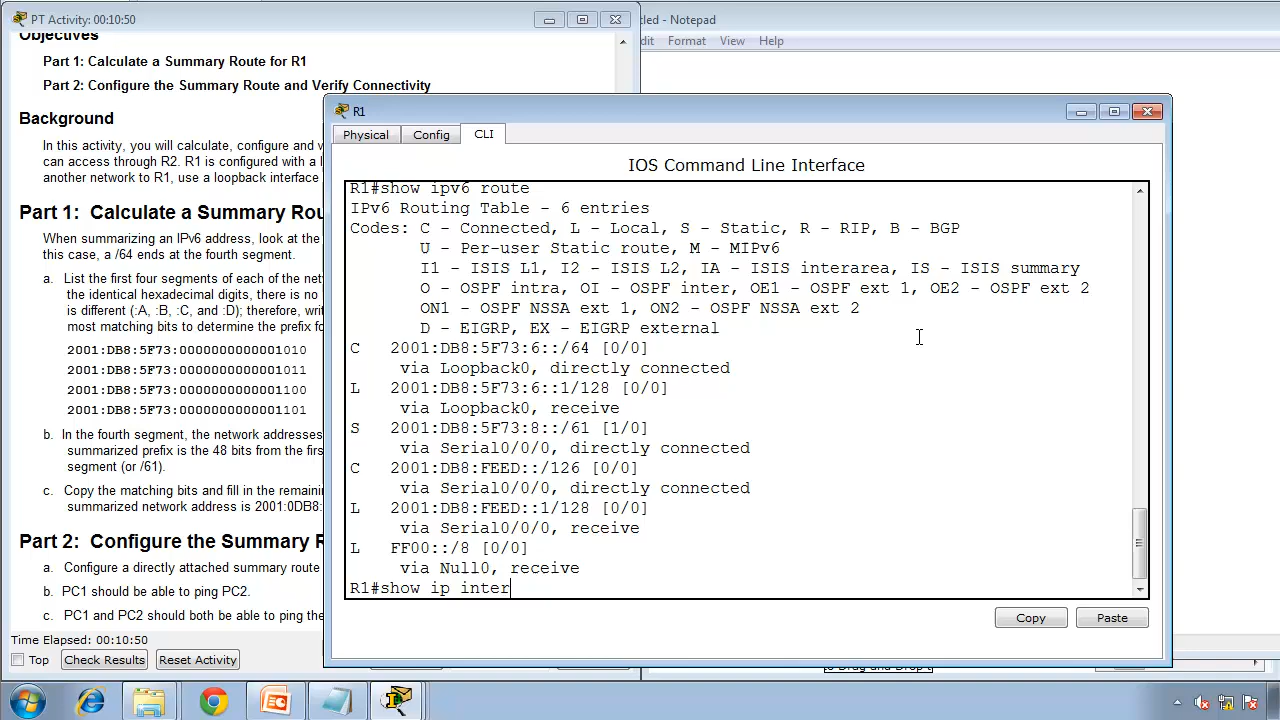 PT Activity: 00:10:50
Objectives
Part 1: Calculate a Summary Route for R1
Part 2: Configure the Summary Route and Verify Connectivity
Background
In this activity, you will calculate, configure and
can access through R2. R1 is configured with a
another network to R1, use a loopback interface
Part 1: Calculate a Summary Rou
When summarizing an IPv6 address, look at the
this case, a /64 ends at the fourth segment.
a. List the first four segments of each of the net
the identical hexadecimal digits, there is no
is different (:A, :B, :C, and :D); therefore, writ
most matching bits to determine the prefix fo
2001:DB8:5F73:0000000000001010
2001:DB8:5F73:0000000000001011
2001:DB8:5F73:0000000000001100
2001:DB8:5F73:0000000000001101
b. In the fourth segment, the network addresses
summarized prefix is the 48 bits from the first
segment (or /61).
c. Copy the matching bits and fill in the remainin
summarized network address is 2001:0DB8:
Part 2: Configure the Summary R
a. Configure a directly attached summary route
b. PC1 should be able to ping PC2.
c. PC1 and PC2 should both be able to ping the
Time Elapsed: 00:10:50
Top Check Results Reset Activity
tled - Notepad
dit Format View Help
R1
Physical Config CLI
IOS Command Line Interface
R1#show ipv6 route
IPv6 Routing Table - 6 entries
Codes: C - Connected, L - Local, S - Static, R - RIP, B - BGP
U - Per-user Static route, M - MIPv6
I1 - ISIS L1, I2 - ISIS L2, IA - ISIS interarea, IS - ISIS summary
O - OSPF intra, OI - OSPF inter, OE1 - OSPF ext 1, OE2 - OSPF ext 2
ON1 - OSPF NSSA ext 1, ON2 - OSPF NSSA ext 2
D - EIGRP, EX - EIGRP external
C 2001:DB8:5F73:6::/64 [0/0]
via Loopback0, directly connected
L 2001:DB8:5F73:6::1/128 [0/0]
via Loopback0, receive
S 2001:DB8:5F73:8::/61 [1/0]
via Serial0/0/0, directly connected
C 2001:DB8:FEED::/126 [0/0]
via Serial0/0/0, directly connected
L 2001:DB8:FEED::1/128 [0/0]
via Serial0/0/0, receive
L FF00::/8 [0/0]
via Null0, receive
R1#show ip inter
Copy Paste